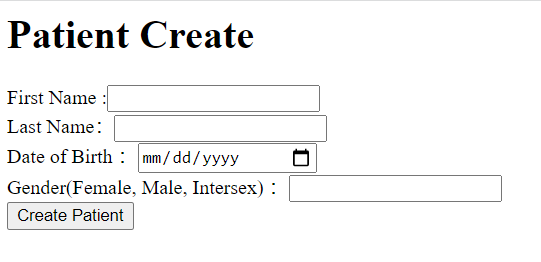 Patient Create
First Name :
Last Name：
Date of Birth： mm/dd/yyyy
Gender(Female, Male, Intersex)：
Create Patient